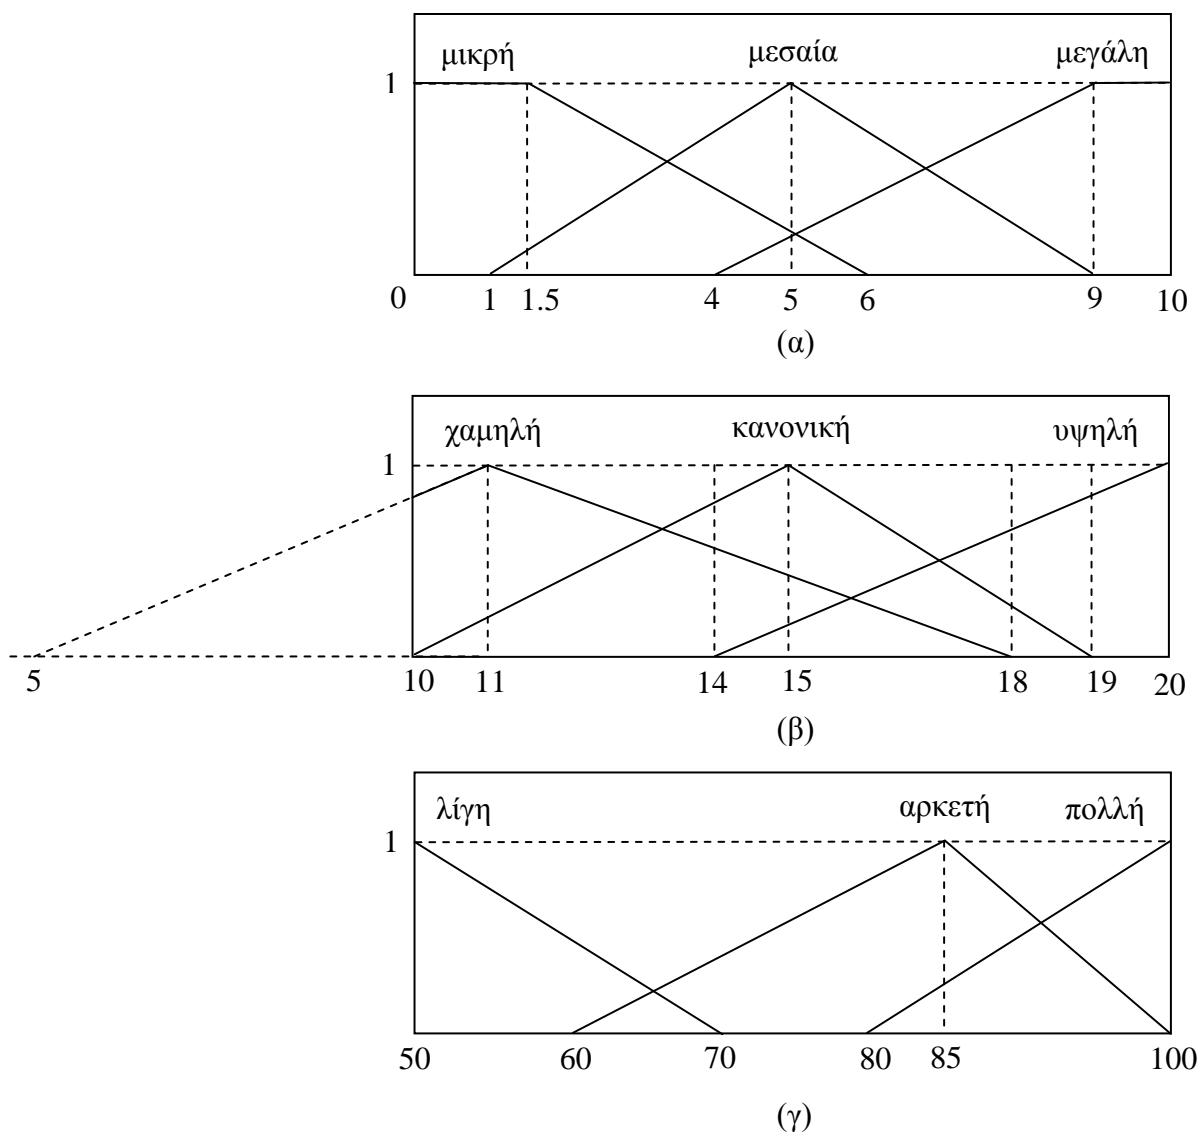 μικρή μεσαία μεγάλη
1
0 1 1.5 4 5 6 9 10
(α)
χαμηλή κανονική υψηλή
1
5 10 11 14 15 18 19 20
(β)
λίγη αρκετή πολλή
1
50 60 70 80 85 100
(γ)